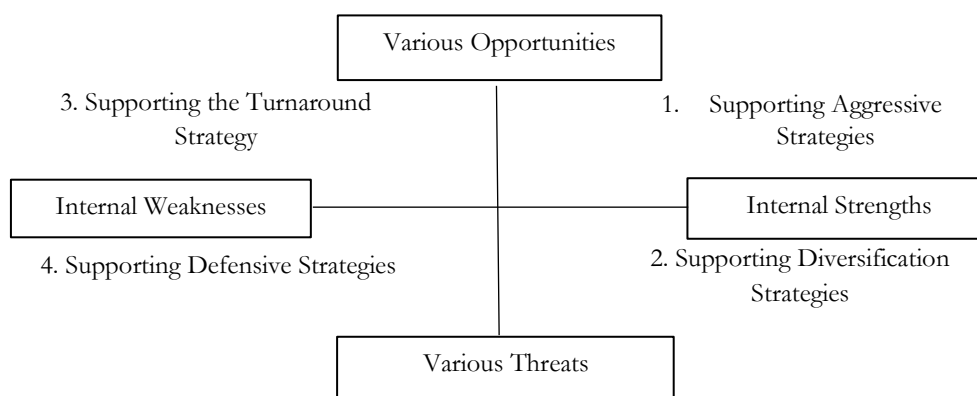 Various Opportunities
3. Supporting the Turnaround
Strategy
1. Supporting Aggressive
Strategies
Internal Weaknesses
Internal Strengths
4. Supporting Defensive Strategies
2. Supporting Diversification
Strategies
Various Threats